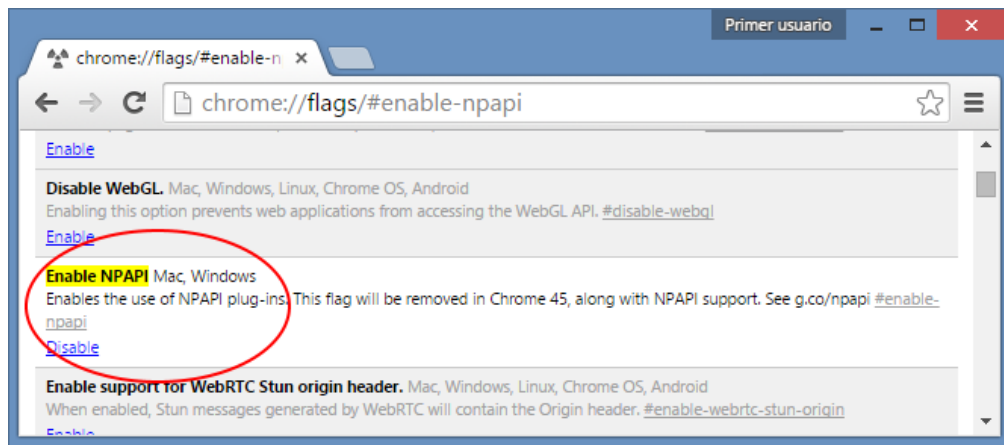 Primer usuario
chrome://flags/#enable-n
chrome://flags/#enable-npapi
Enable
Disable WebGL. Mac, Windows, Linux, Chrome OS, Android
Enabling this option prevents web applications from accessing the WebGL API. #disable-webgl
Enable
Enable NPAPI Mac, Windows
Enables the use of NPAPI plug-ins. This flag will be removed in Chrome 45, along with NPAPI support. See g.co/npapi #enable-
npapi
Disable
Enable support for WebRTC Stun origin header. Mac, Windows, Linux, Chrome OS, Android
When enabled, Stun messages generated by WebRTC will contain the Origin header. #enable-webrtc-stun-origin
Enable